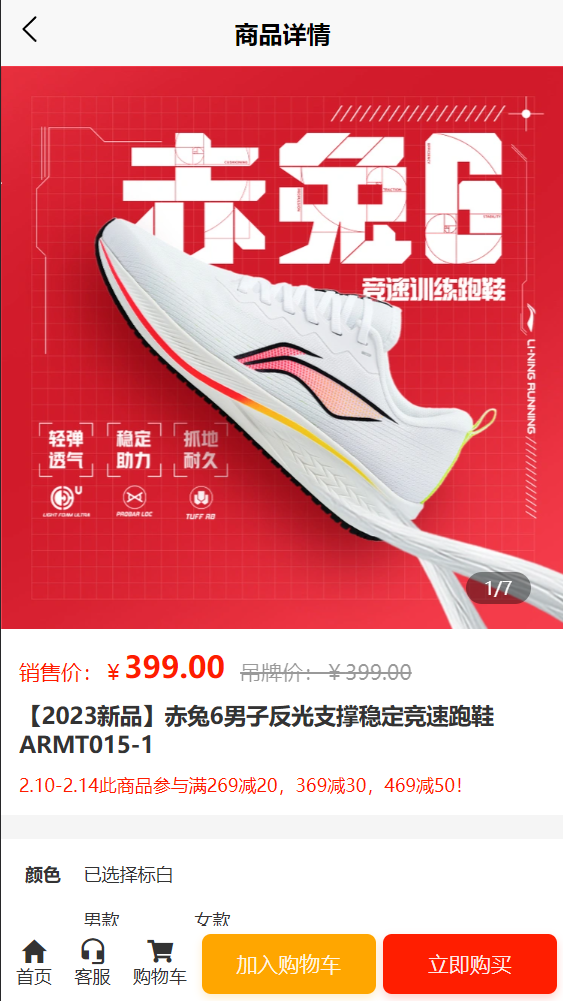 商品详情
赤兔6
竞速训练跑鞋
LI-NING RUNNING
轻弹
透气
稳定
助力
抓地
耐久
LIGHT FOAM ULTRA
PROBAR LOC
TUFF RB
1/7
销售价：￥399.00 吊牌价：￥399.00
【2023新品】赤兔6男子反光支撑稳定竞速跑鞋
ARMT015-1
2.10-2.14此商品参与满269减20，369减30，469减50！
颜色 已选择标白
男款 女款
首页 客服 购物车 加入购物车 立即购买